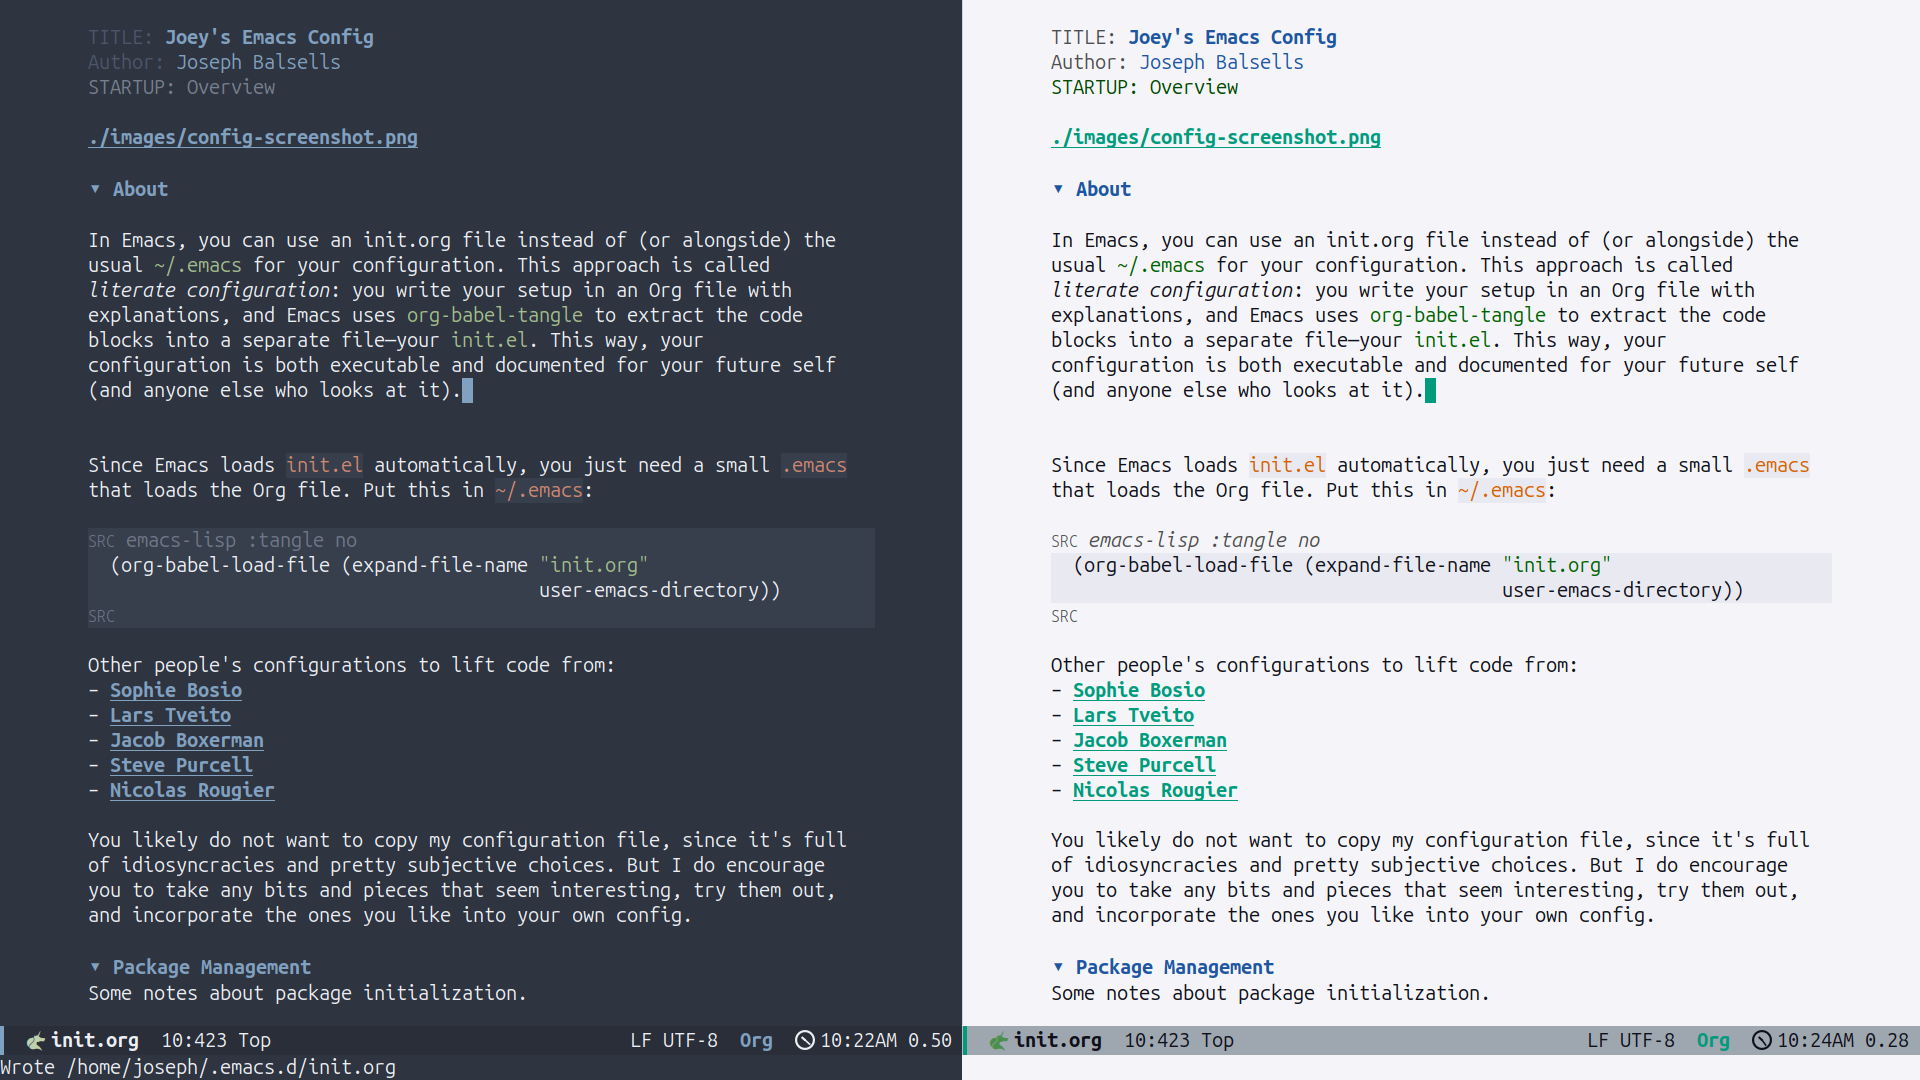 TITLE: Joey's Emacs Config
Author: Joseph Balsells
STARTUP: Overview
./images/config-screenshot.png
▼ About
In Emacs, you can use an init.org file instead of (or alongside) the
usual ~/.emacs for your configuration. This approach is called
literate configuration: you write your setup in an Org file with
explanations, and Emacs uses org-babel-tangle to extract the code
blocks into a separate file—your init.el. This way, your
configuration is both executable and documented for your future self
(and anyone else who looks at it).
Since Emacs loads init.el automatically, you just need a small .emacs
that loads the Org file. Put this in ~/.emacs:
SRC emacs-lisp :tangle no
(org-babel-load-file (expand-file-name "init.org"
user-emacs-directory))
SRC
Other people's configurations to lift code from:
– Sophie Bosio
– Lars Tveito
– Jacob Boxerman
– Steve Purcell
– Nicolas Rougier
You likely do not want to copy my configuration file, since it's full
of idiosyncracies and pretty subjective choices. But I do encourage
you to take any bits and pieces that seem interesting, try them out,
and incorporate the ones you like into your own config.
▼ Package Management
Some notes about package initialization.
init.org 10:423 Top LF UTF-8 Org 10:22AM 0.50
Wrote /home/joseph/.emacs.d/init.org
TITLE: Joey's Emacs Config
Author: Joseph Balsells
STARTUP: Overview
./images/config-screenshot.png
▼ About
In Emacs, you can use an init.org file instead of (or alongside) the
usual ~/.emacs for your configuration. This approach is called
literate configuration: you write your setup in an Org file with
explanations, and Emacs uses org-babel-tangle to extract the code
blocks into a separate file—your init.el. This way, your
configuration is both executable and documented for your future self
(and anyone else who looks at it).
Since Emacs loads init.el automatically, you just need a small .emacs
that loads the Org file. Put this in ~/.emacs:
SRC emacs-lisp :tangle no
(org-babel-load-file (expand-file-name "init.org"
user-emacs-directory))
SRC
Other people's configurations to lift code from:
– Sophie Bosio
– Lars Tveito
– Jacob Boxerman
– Steve Purcell
– Nicolas Rougier
You likely do not want to copy my configuration file, since it's full
of idiosyncracies and pretty subjective choices. But I do encourage
you to take any bits and pieces that seem interesting, try them out,
and incorporate the ones you like into your own config.
▼ Package Management
Some notes about package initialization.
init.org 10:423 Top LF UTF-8 Org 10:24AM 0.28